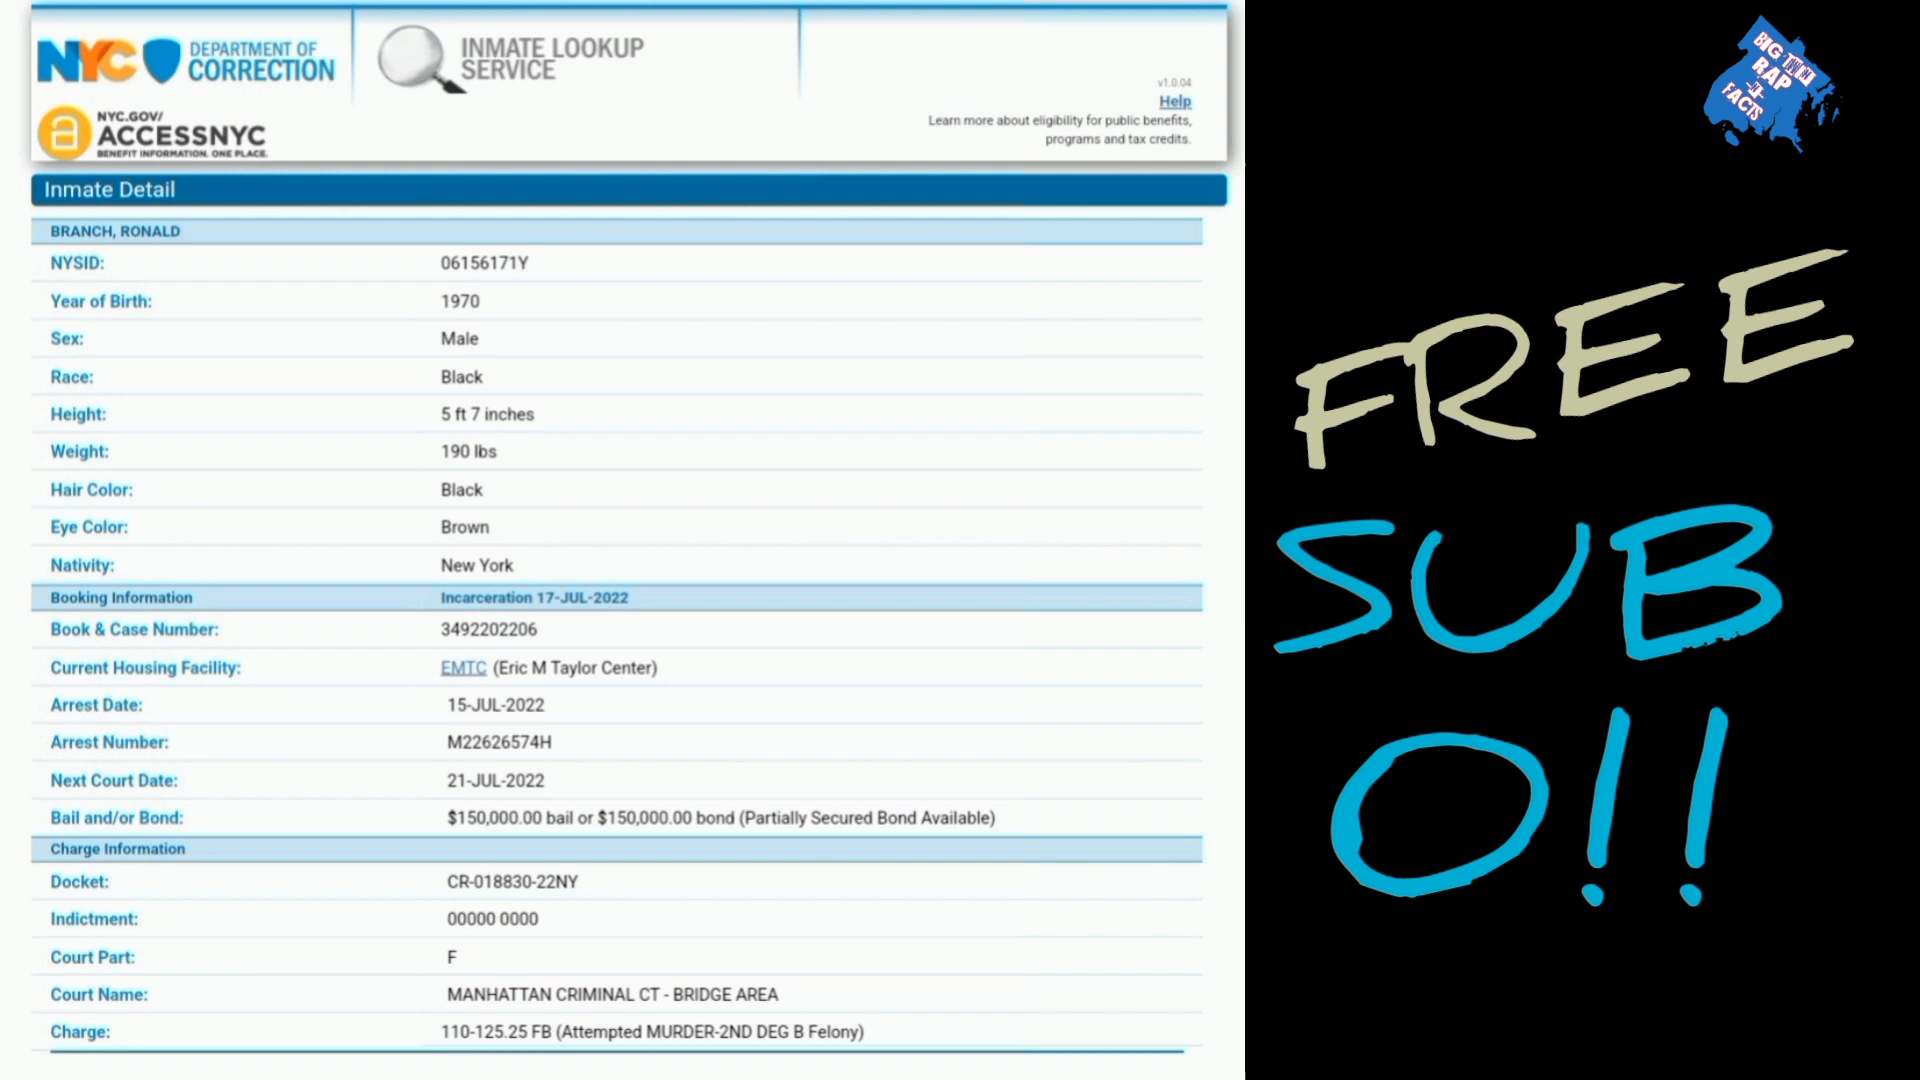 NYC DEPARTMENT OF CORRECTION
INMATE LOOKUP SERVICE
NYC.GOV/
ACCESSNYC
BENEFIT INFORMATION. ONE PLACE.
v1.0.04
Help
Learn more about eligibility for public benefits,
programs and tax credits.
Inmate Detail
BRANCH, RONALD
NYSID: 06156171Y
Year of Birth: 1970
Sex: Male
Race: Black
Height: 5 ft 7 inches
Weight: 190 lbs
Hair Color: Black
Eye Color: Brown
Nativity: New York
Booking Information Incarceration 17-JUL-2022
Book & Case Number: 3492202206
Current Housing Facility: EMTC (Eric M Taylor Center)
Arrest Date: 15-JUL-2022
Arrest Number: M22626574H
Next Court Date: 21-JUL-2022
Bail and/or Bond: $150,000.00 bail or $150,000.00 bond (Partially Secured Bond Available)
Charge Information
Docket: CR-018830-22NY
Indictment: 00000 0000
Court Part: F
Court Name: MANHATTAN CRIMINAL CT - BRIDGE AREA
Charge: 110-125.25 FB (Attempted MURDER-2ND DEG B Felony)
BIG
RAP
FACTS
FREE
SUB
O!!